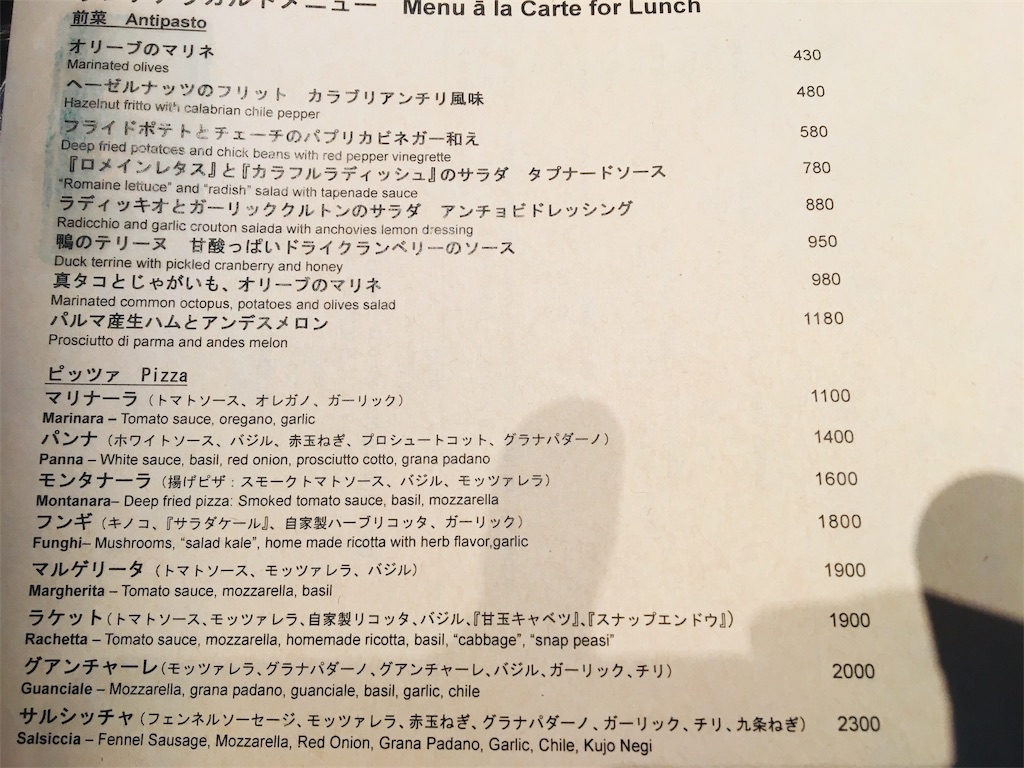 メニュー Menu à la Carte for Lunch
前菜 Antipasto
オリーブのマリネ 430
Marinated olives
ヘーゼルナッツのフリット カラブリアンチリ風味 480
Hazelnut fritto with calabrian chile pepper
フライドポテトとチェーチのパプリカビネガー和え 580
Deep fried potatoes and chick beans with red pepper vinegrette
『ロメインレタス』と『カラフルラディッシュ』のサラダ タプナードソース 780
"Romaine lettuce" and "radish" salad with tapenade sauce
ラディッキオとガーリッククルトンのサラダ アンチョビドレッシング 880
Radicchio and garlic crouton salada with anchovies lemon dressing
鴨のテリーヌ 甘酸っぱいドライクランベリーのソース 950
Duck terrine with pickled cranberry and honey
真タコとじゃがいも、オリーブのマリネ 980
Marinated common octopus, potatoes and olives salad
パルマ産生ハムとアンデスメロン 1180
Prosciutto di parma and andes melon
ピッツァ Pizza
マリナーラ（トマトソース、オレガノ、ガーリック） 1100
Marinara – Tomato sauce, oregano, garlic
パンナ（ホワイトソース、バジル、赤玉ねぎ、プロシュートコット、グラナパダーノ） 1400
Panna – White sauce, basil, red onion, prosciutto cotto, grana padano
モンタナーラ（揚げピザ：スモークトマトソース、バジル、モッツァレラ） 1600
Montanara– Deep fried pizza: Smoked tomato sauce, basil, mozzarella
フンギ（キノコ、『サラダケール』、自家製ハーブリコッタ、ガーリック） 1800
Funghi– Mushrooms, "salad kale", home made ricotta with herb flavor,garlic
マルゲリータ（トマトソース、モッツァレラ、バジル） 1900
Margherita – Tomato sauce, mozzarella, basil
ラケット（トマトソース、モッツァレラ、自家製リコッタ、バジル、『甘玉キャベツ』、『スナップエンドウ』） 1900
Rachetta – Tomato sauce, mozzarella, homemade ricotta, basil, "cabbage", "snap peasi"
グアンチャーレ（モッツァレラ、グラナパダーノ、グアンチャーレ、バジル、ガーリック、チリ） 2000
Guanciale – Mozzarella, grana padano, guanciale, basil, garlic, chile
サルシッチャ（フェンネルソーセージ、モッツァレラ、赤玉ねぎ、グラナパダーノ、ガーリック、チリ、九条ねぎ） 2300
Salsiccia – Fennel Sausage, Mozzarella, Red Onion, Grana Padano, Garlic, Chile, Kujo Negi